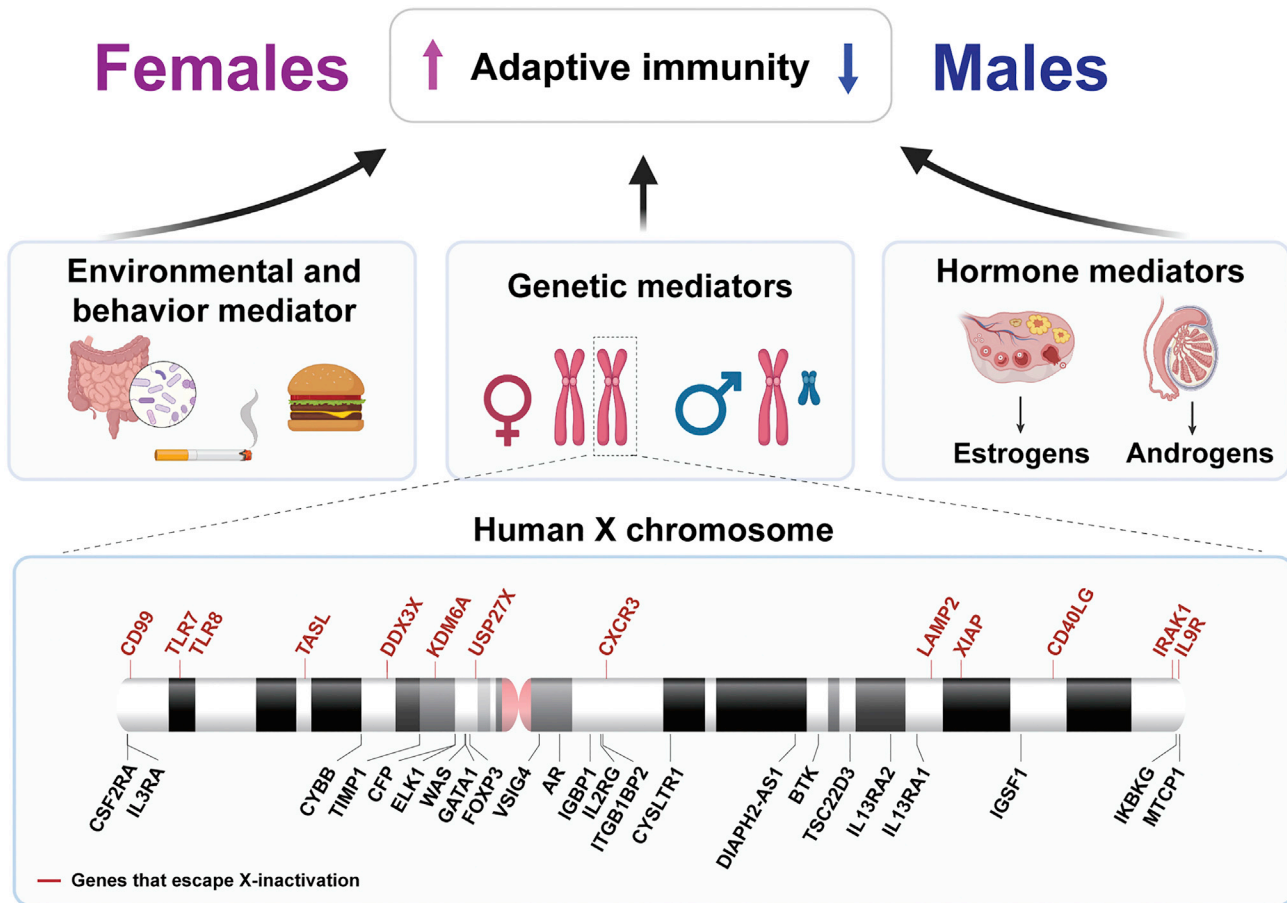 Females
Adaptive immunity
Males
Environmental and
behavior mediator
Genetic mediators
Hormone mediators
Estrogens
Androgens
Human X chromosome
CD99
TLR7
TLR8
TASL
DDX3X
KDM6A
USP27X
CXCR3
LAMP2
XIAP
CD40LG
IRAK1
IL9R
CSF2RA
IL3RA
CYBB
TIMP1
CFP
ELK1
WAS
GATA1
FOXP3
VSIG4
AR
IGBP1
IL2RG
ITGB1BP2
CYSLTR1
DIAPH2-AS1
BTK
TSC22D3
IL13RA2
IL13RA1
IGSF1
IKBKG
MTCP1
Genes that escape X-inactivation